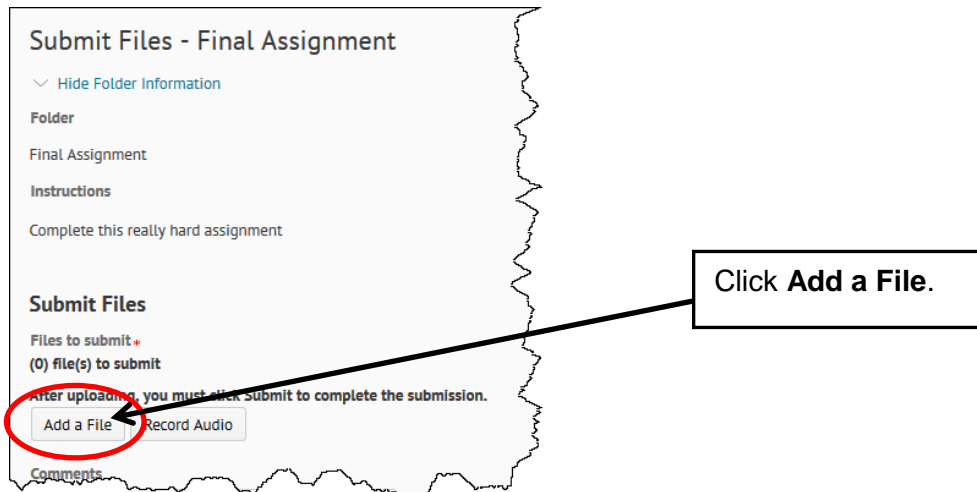 Submit Files - Final Assignment
Hide Folder Information
Folder
Final Assignment
Instructions
Complete this really hard assignment
Click Add a File.
Submit Files
Files to submit *
(0) file(s) to submit
After uploading, you must click Submit to complete the submission.
Add a File
Record Audio
Comments